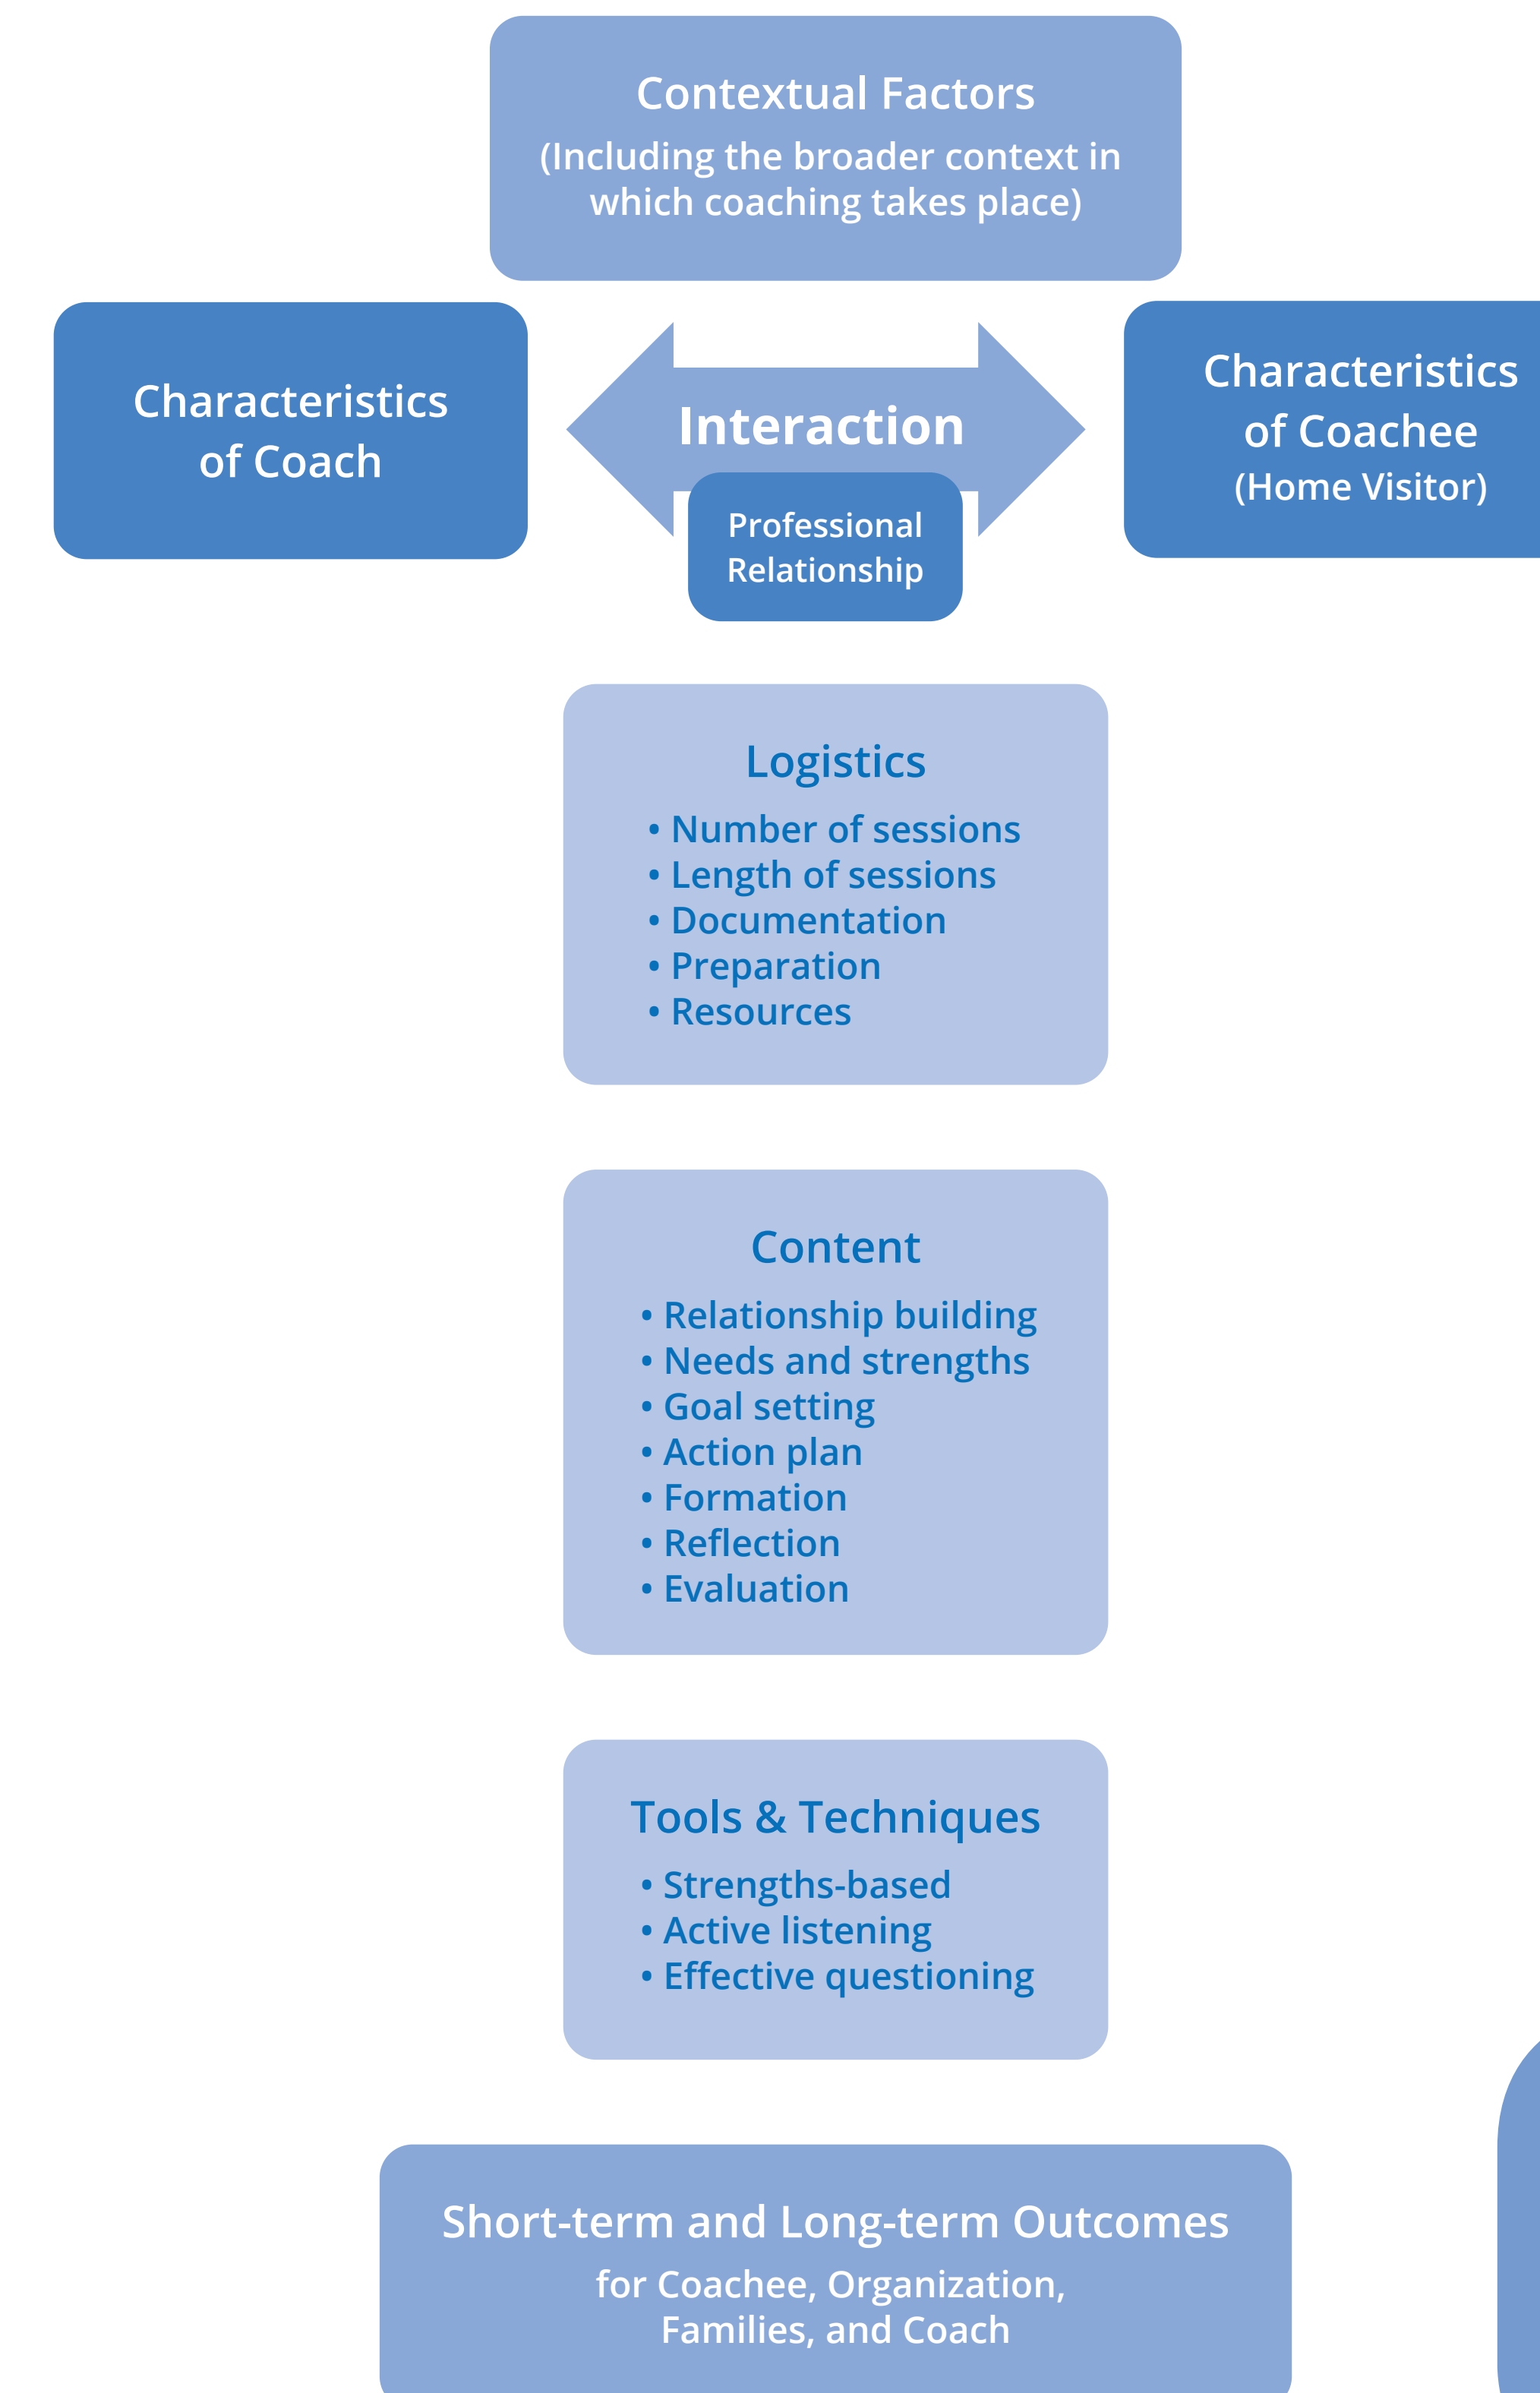 Contextual Factors
(Including the broader context in
which coaching takes place)
Characteristics
of Coach
Interaction
Professional
Relationship
Characteristics
of Coachee
(Home Visitor)
Logistics
• Number of sessions
• Length of sessions
• Documentation
• Preparation
• Resources
Content
• Relationship building
• Needs and strengths
• Goal setting
• Action plan
• Formation
• Reflection
• Evaluation
Tools & Techniques
• Strengths-based
• Active listening
• Effective questioning
Short-term and Long-term Outcomes
for Coachee, Organization,
Families, and Coach